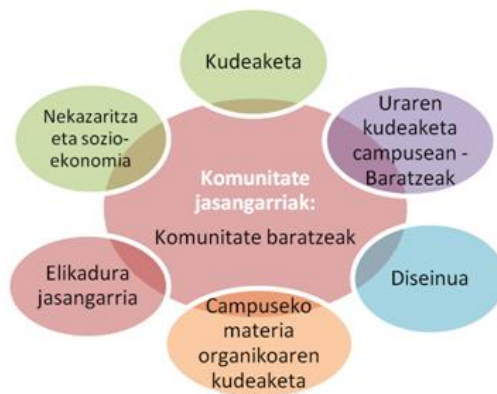 Kudeaketa
Uraren
kudeaketa
campusean -
Baratzeak
Diseinua
Campuseko
materia
organikoaren
kudeaketa
Elikadura
jasangarria
Nekazaritza
eta sozio-
ekonomia
Komunitate
jasangarriak:
Komunitate baratzeak